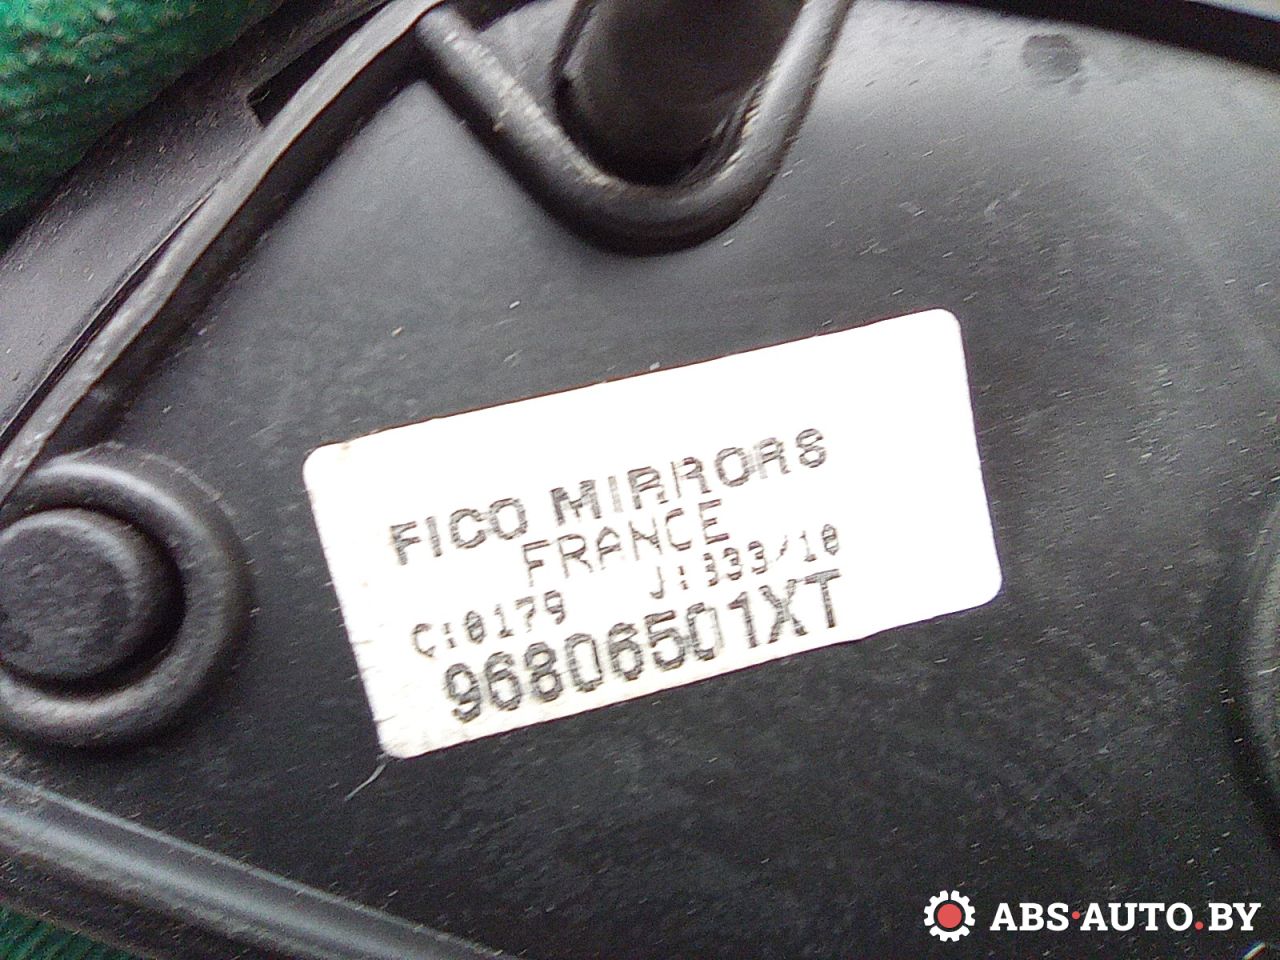 FICO MIRRORS
FRANCE
C:0179 J:333/10
96806501XT
ABS·AUTO.BY